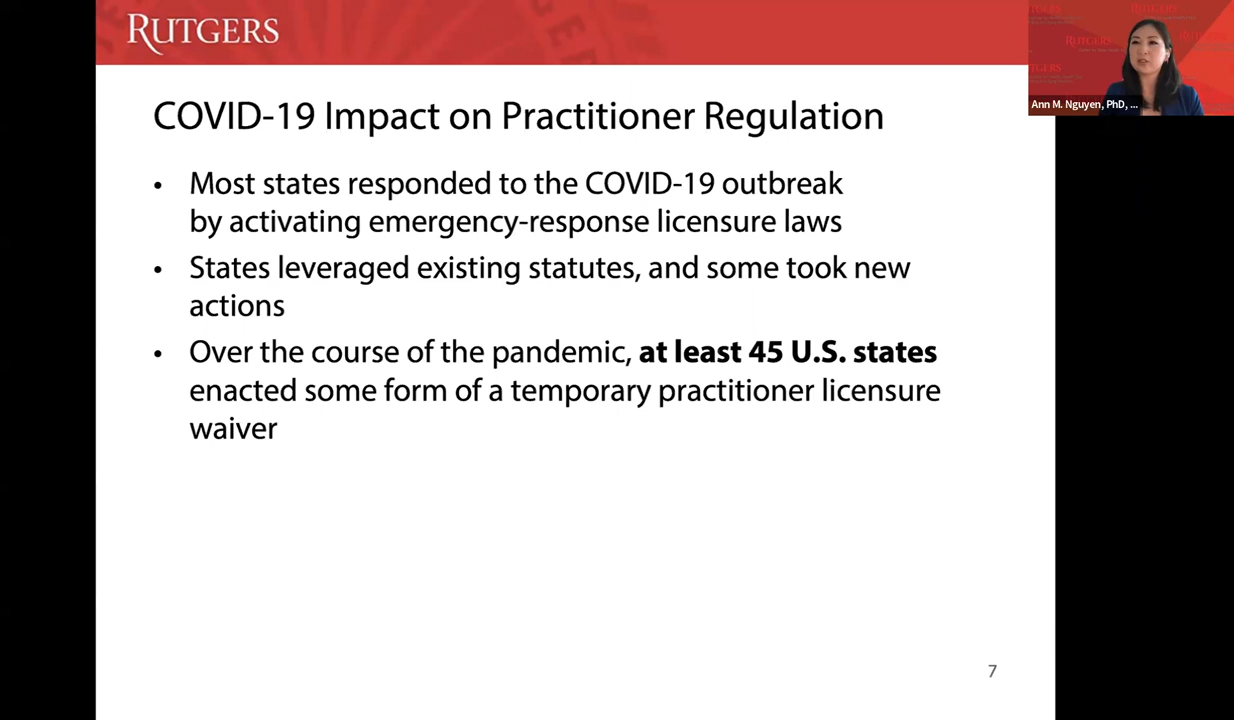 RUTGERS
COVID-19 Impact on Practitioner Regulation
• Most states responded to the COVID-19 outbreak
by activating emergency-response licensure laws
• States leveraged existing statutes, and some took new
actions
• Over the course of the pandemic, at least 45 U.S. states
enacted some form of a temporary practitioner licensure
waiver
7
RUTGERS
Ann M. Nguyen, PhD, ...